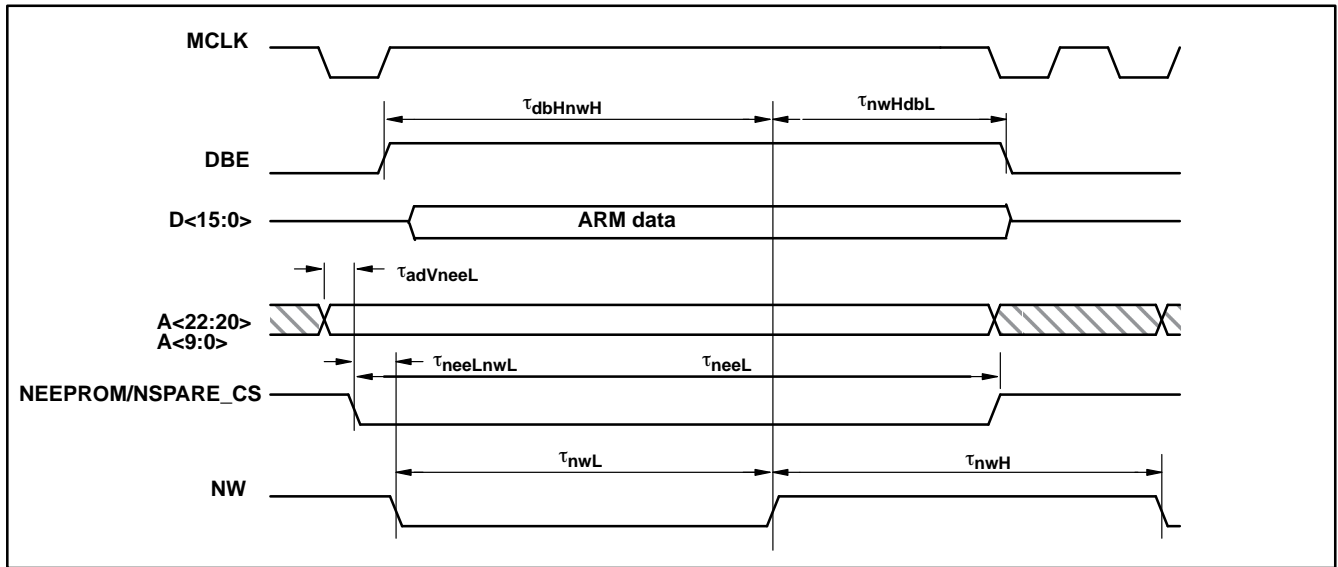 MCLK
τdbHnwH
τnwHdbL
DBE
D<15:0>
ARM data
τadVneeL
A<22:20>
A<9:0>
τneeLnwL
τneeL
NEEPROM/NSPARE_CS
τnwL
τnwH
NW